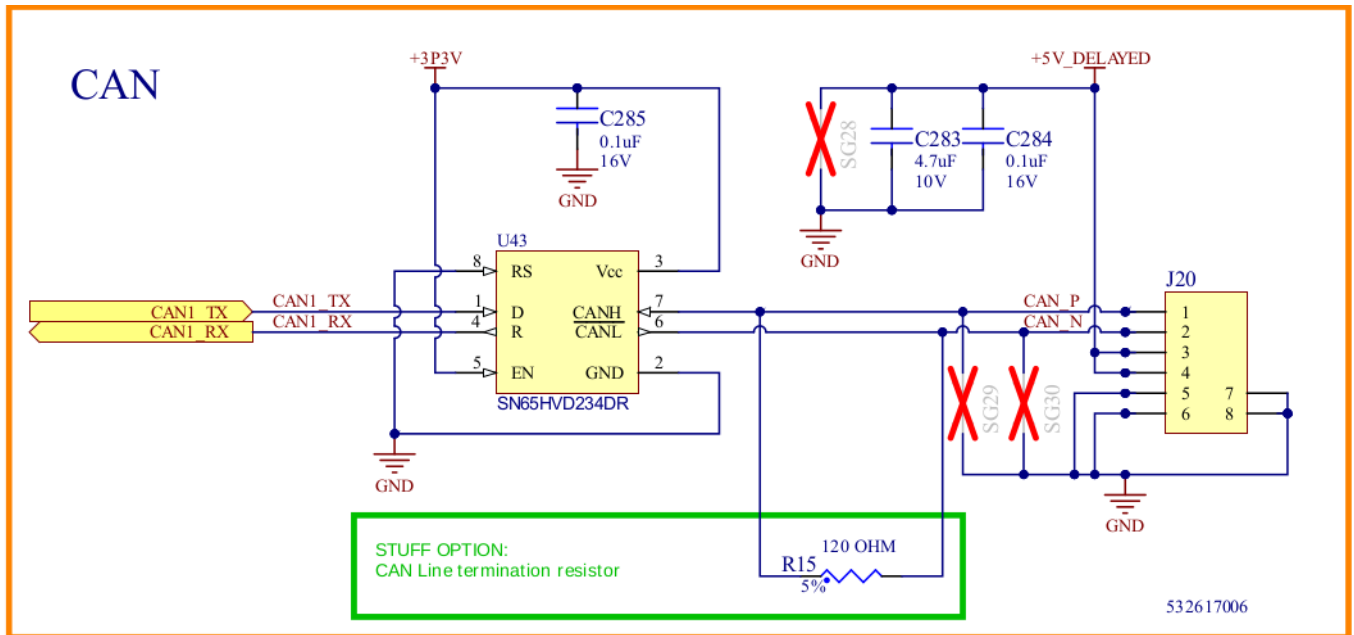 CAN
+3P3V
+5V_DELAYED
C285
0.1uF
16V
GND
SG28
C283
4.7uF
10V
C284
0.1uF
16V
GND
U43
8
RS
Vcc
3
CAN1_TX
CAN1_TX
1
D
CANH
7
CAN1_RX
CAN1_RX
4
R
CANL
6
5
EN
GND
2
SN65HVD234DR
GND
J20
CAN_P
1
CAN_N
2
3
4
5
6
7
8
SG29
SG30
GND
STUFF OPTION:
CAN Line termination resistor
120 OHM
R15
5%
532617006